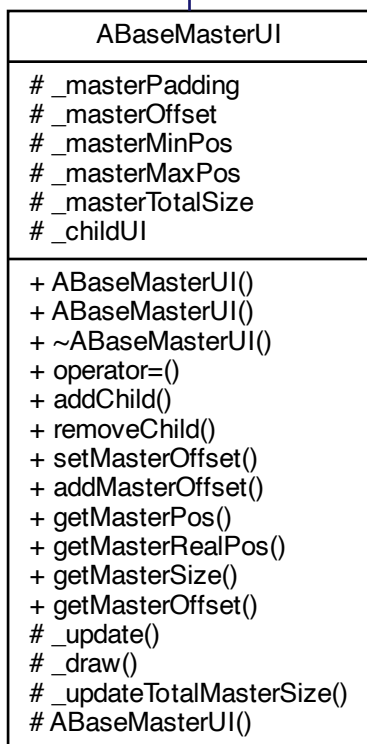 ABaseMasterUI
# _masterPadding
# _masterOffset
# _masterMinPos
# _masterMaxPos
# _masterTotalSize
# _childUI
+ ABaseMasterUI()
+ ABaseMasterUI()
+ ~ABaseMasterUI()
+ operator=()
+ addChild()
+ removeChild()
+ setMasterOffset()
+ addMasterOffset()
+ getMasterPos()
+ getMasterRealPos()
+ getMasterSize()
+ getMasterOffset()
# _update()
# _draw()
# _updateTotalMasterSize()
# ABaseMasterUI()